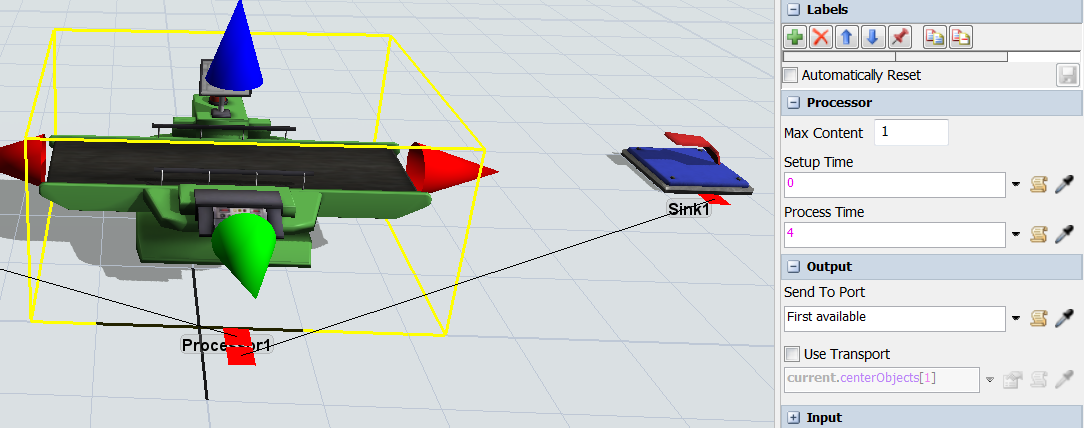 Labels
Automatically Reset
Processor
Max Content 1
Setup Time
0
Process Time
4
Output
Send To Port
First available
Use Transport
current.centerObjects[1]
Input
Sink1
Processor1